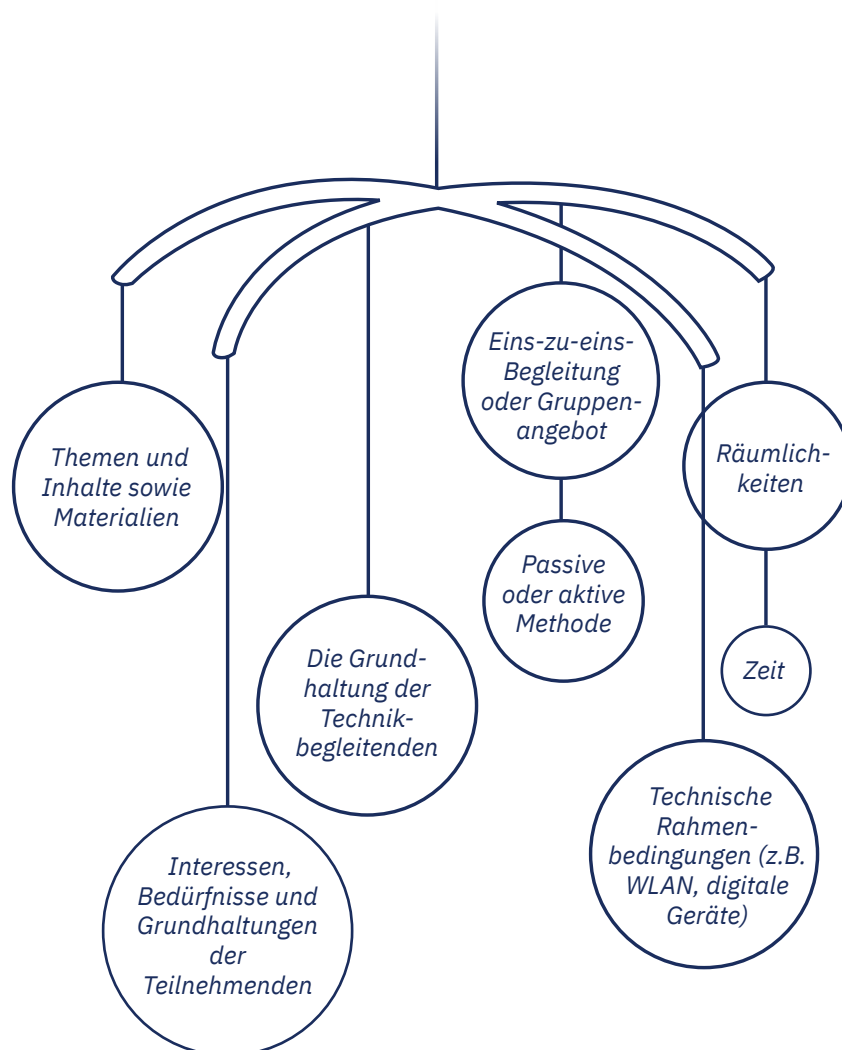 Eins-zu-eins-
Begleitung
oder Gruppen-
angebot
Themen und
Inhalte sowie
Materialien
Räumlich-
keiten
Passive
oder aktive
Methode
Die Grund-
haltung der
Technik-
begleitenden
Zeit
Technische
Rahmen-
bedingungen (z.B.
WLAN, digitale
Geräte)
Interessen,
Bedürfnisse und
Grundhaltungen
der
Teilnehmenden